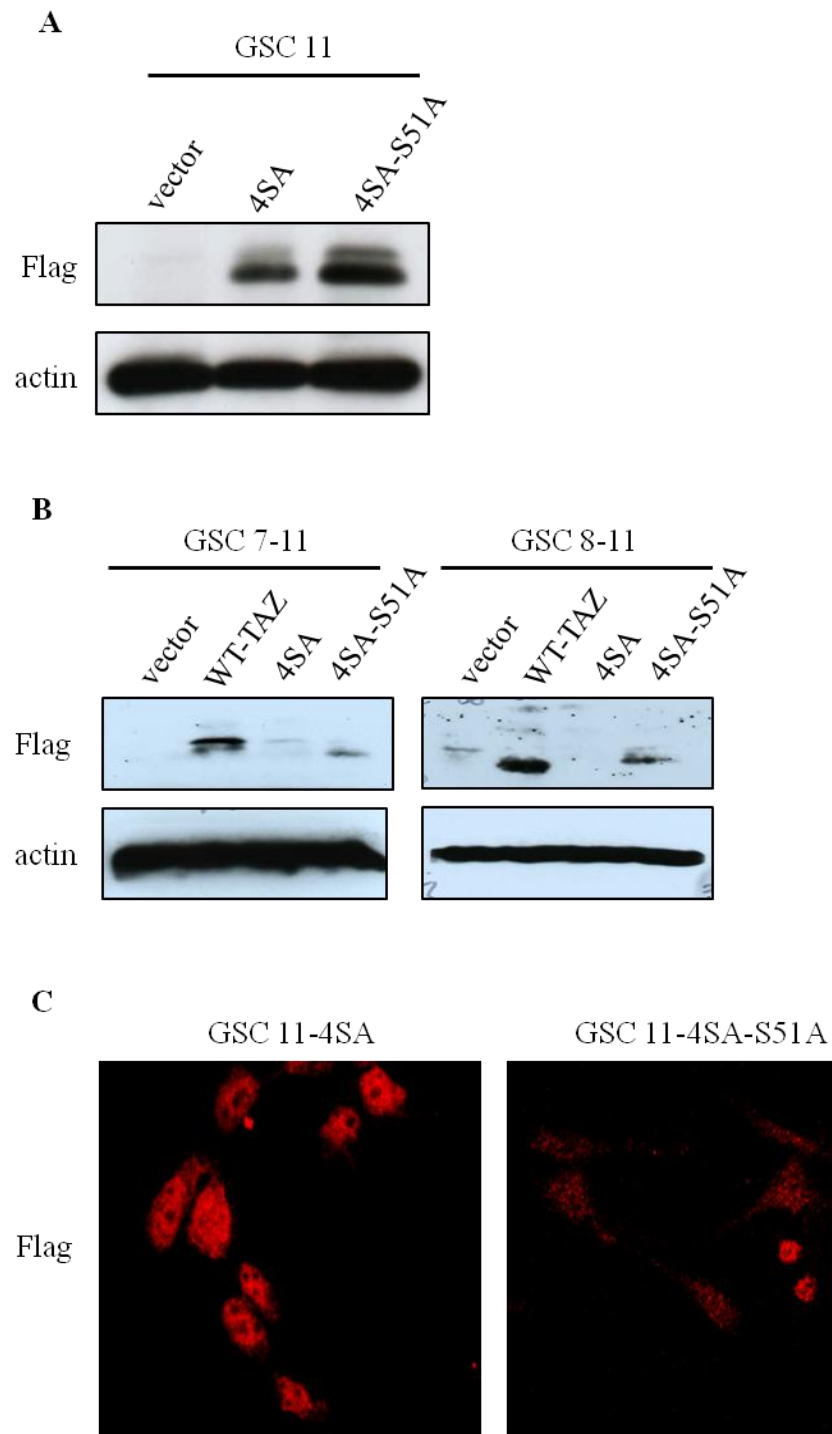 A
GSC 11
vector
4SA
4SA-S51A
Flag
actin
B
GSC 7-11
GSC 8-11
vector
WT-TAZ
4SA
4SA-S51A
vector
WT-TAZ
4SA
4SA-S51A
Flag
actin
C
GSC 11-4SA
GSC 11-4SA-S51A
Flag